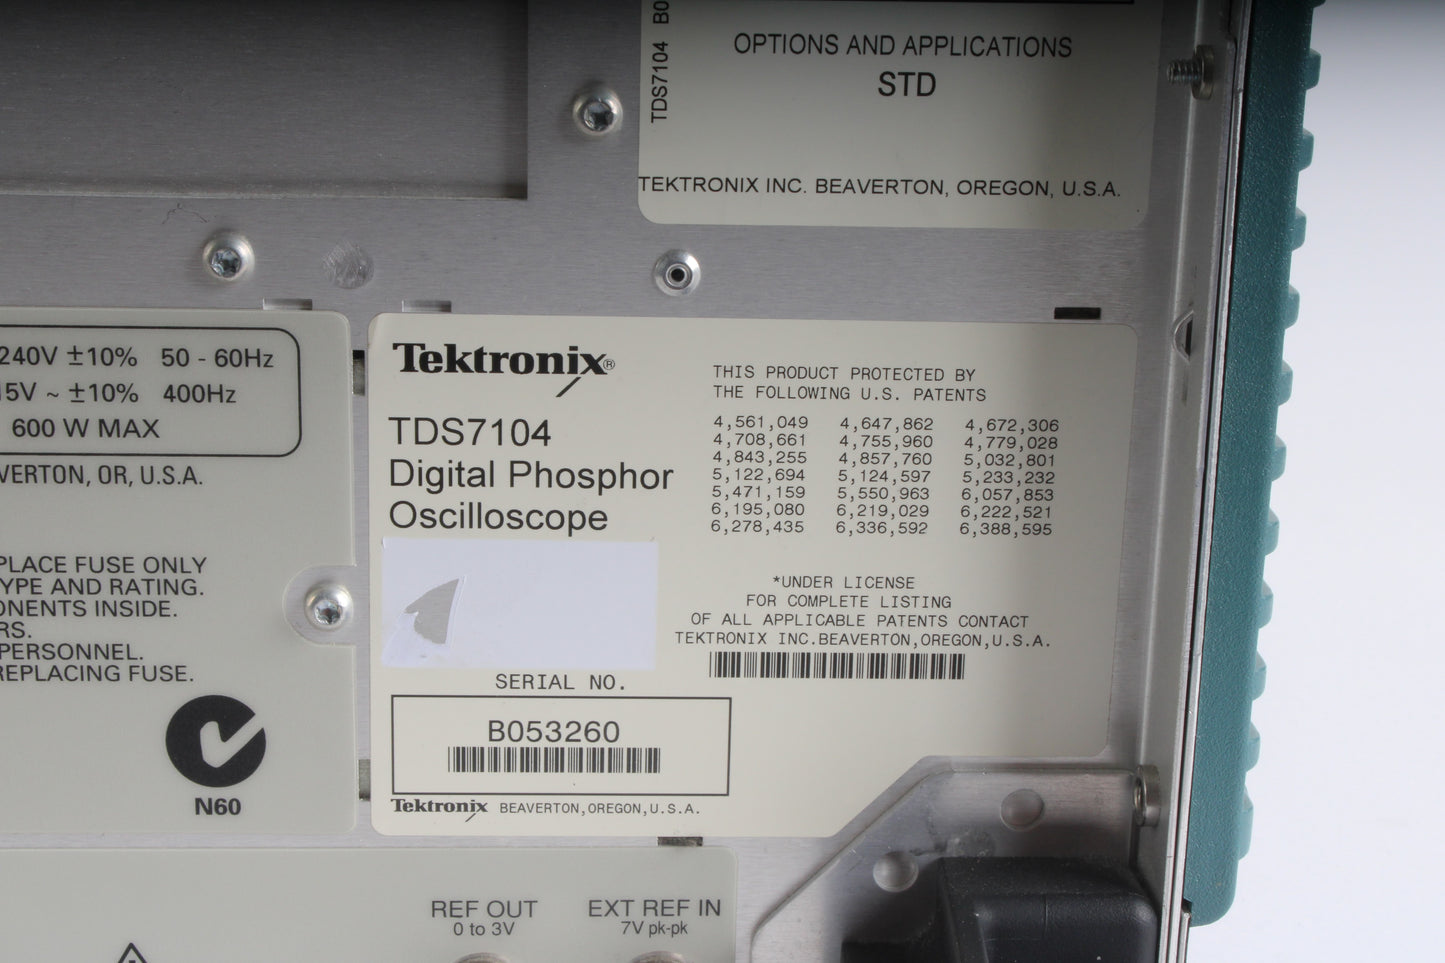 TDS7104 B0
OPTIONS AND APPLICATIONS
STD
TEKTRONIX INC. BEAVERTON, OREGON, U.S.A.
240V ±10% 50 - 60Hz
15V ~ ±10% 400Hz
600 W MAX
VERTON, OR, U.S.A.
PLACE FUSE ONLY
YPE AND RATING.
ONENTS INSIDE.
RS.
PERSONNEL.
REPLACING FUSE.
N60
Tektronix®
TDS7104
Digital Phosphor
Oscilloscope
THIS PRODUCT PROTECTED BY
THE FOLLOWING U.S. PATENTS
4,561,049 4,647,862 4,672,306
4,708,661 4,755,960 4,779,028
4,843,255 4,857,760 5,032,801
5,122,694 5,124,597 5,233,232
5,471,159 5,550,963 6,057,853
6,195,080 6,219,029 6,222,521
6,278,435 6,336,592 6,388,595
*UNDER LICENSE
FOR COMPLETE LISTING
OF ALL APPLICABLE PATENTS CONTACT
TEKTRONIX INC.BEAVERTON,OREGON,U.S.A.
SERIAL NO.
B053260
Tektronix BEAVERTON,OREGON,U.S.A.
REF OUT
0 to 3V
EXT REF IN
7V pk-pk